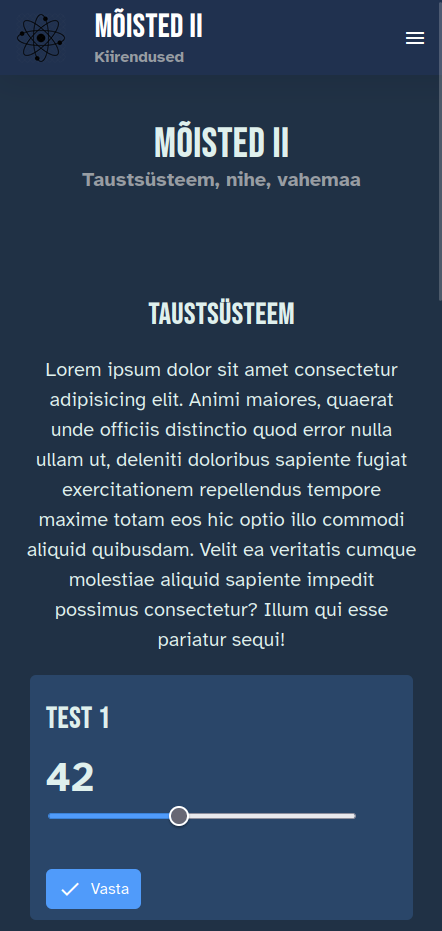 MÕISTED II
Kiirendused
MÕISTED II
Taustsüsteem, nihe, vahemaa
TAUSTSÜSTEEM
Lorem ipsum dolor sit amet consectetur
adipisicing elit. Animi maiores, quaerat
unde officiis distinctio quod error nulla
ullam ut, deleniti doloribus sapiente fugiat
exercitationem repellendus tempore
maxime totam eos hic optio illo commodi
aliquid quibusdam. Velit ea veritatis cumque
molestiae aliquid sapiente impedit
possimus consectetur? Illum qui esse
pariatur sequi!
TEST 1
42
Vasta